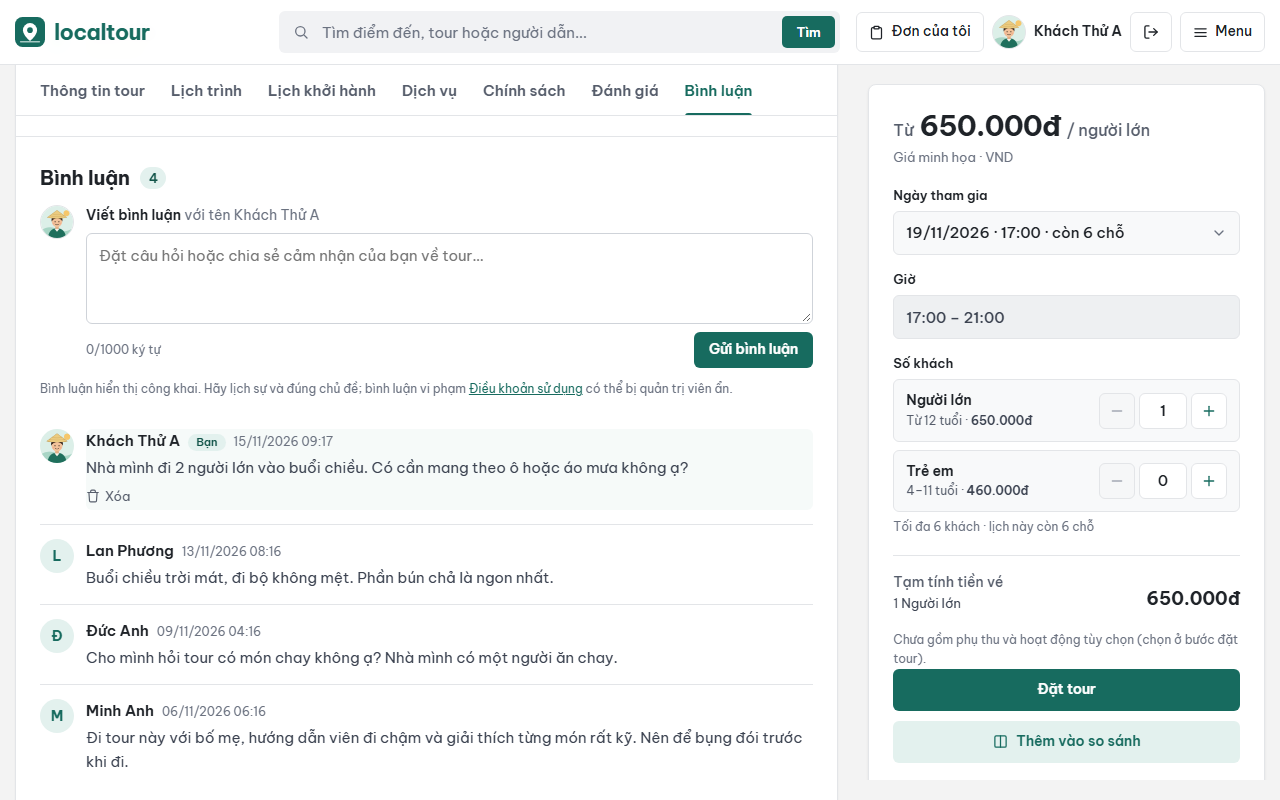 localtour
Tìm điểm đến, tour hoặc người dẫn...
Tìm
Đơn của tôi
Khách Thử A
Menu
Thông tin tour
Lịch trình
Lịch khởi hành
Dịch vụ
Chính sách
Đánh giá
Bình luận
Bình luận 4
Viết bình luận với tên Khách Thử A
Đặt câu hỏi hoặc chia sẻ cảm nhận của bạn về tour...
0/1000 ký tự
Gửi bình luận
Bình luận hiển thị công khai. Hãy lịch sự và đúng chủ đề; bình luận vi phạm Điều khoản sử dụng có thể bị quản trị viên ẩn.
Khách Thử A Bạn 15/11/2026 09:17
Nhà mình đi 2 người lớn vào buổi chiều. Có cần mang theo ô hoặc áo mưa không ạ?
Xóa
L
Lan Phương 13/11/2026 08:16
Buổi chiều trời mát, đi bộ không mệt. Phần bún chả là ngon nhất.
Đ
Đức Anh 09/11/2026 04:16
Cho mình hỏi tour có món chay không ạ? Nhà mình có một người ăn chay.
M
Minh Anh 06/11/2026 06:16
Đi tour này với bố mẹ, hướng dẫn viên đi chậm và giải thích từng món rất kỹ. Nên để bụng đói trước
khi đi.
Từ 650.000đ / người lớn
Giá minh họa · VND
Ngày tham gia
19/11/2026 · 17:00 · còn 6 chỗ
Giờ
17:00 – 21:00
Số khách
Người lớn
Từ 12 tuổi · 650.000đ
− 1 +
Trẻ em
4–11 tuổi · 460.000đ
− 0 +
Tối đa 6 khách · lịch này còn 6 chỗ
Tạm tính tiền vé
1 Người lớn
650.000đ
Chưa gồm phụ thu và hoạt động tùy chọn (chọn ở bước đặt
tour).
Đặt tour
Thêm vào so sánh